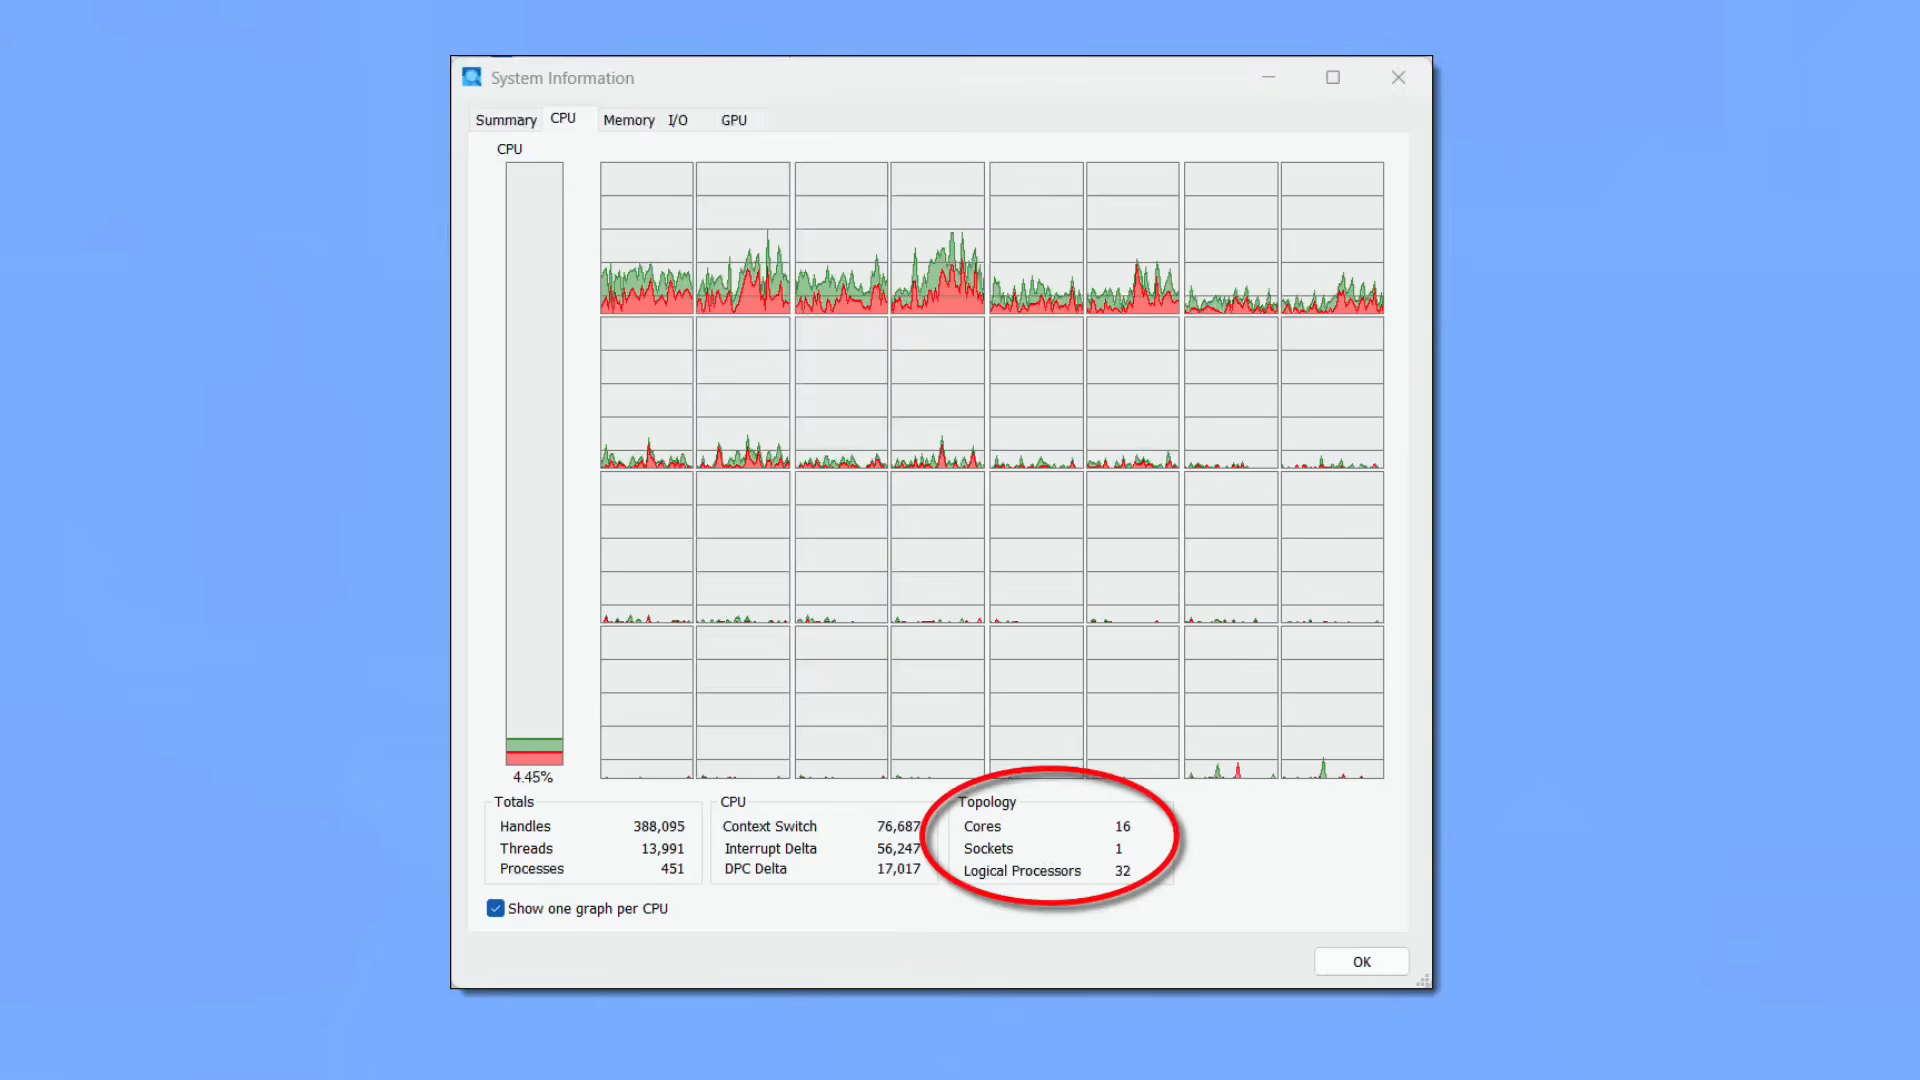 System Information
Summary CPU Memory I/O GPU
CPU
4.45%
Totals
Handles 388,095
Threads 13,991
Processes 451
CPU
Context Switch 76,687
Interrupt Delta 56,247
DPC Delta 17,017
Topology
Cores 16
Sockets 1
Logical Processors 32
Show one graph per CPU
OK